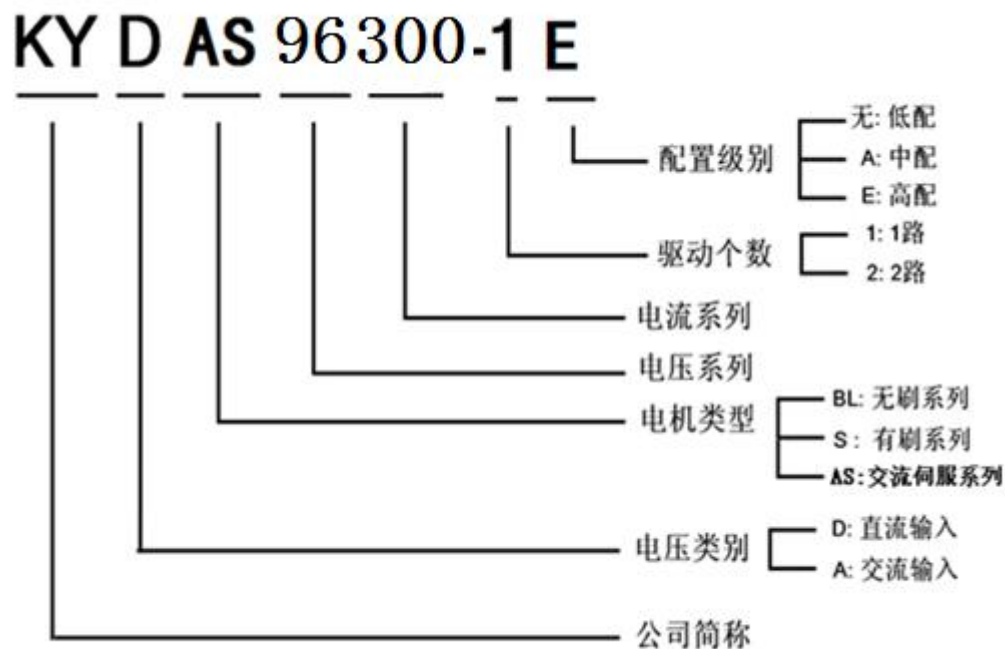 KY D AS 96 300-1 E
配置级别
无: 低配
A: 中配
E: 高配
驱动个数
1: 1路
2: 2路
电流系列
电压系列
电机类型
BL: 无刷系列
S: 有刷系列
AS:交流伺服系列
电压类别
D: 直流输入
A: 交流输入
公司简称